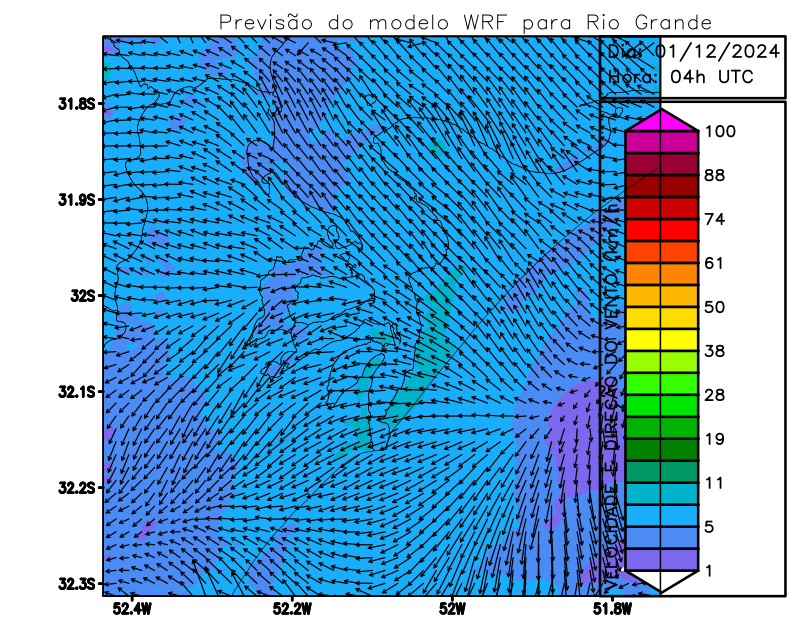 Previsão do modelo WRF para Rio Grande
Dia: 01/12/2024
Hora: 04h UTC
31.8S
31.9S
32S
32.1S
32.2S
32.3S
52.4W
52.2W
52W
51.8W
VELOCIDADE E DIREÇÃO DO VENTO (km/h)
100
88
74
61
50
38
28
19
11
5
1